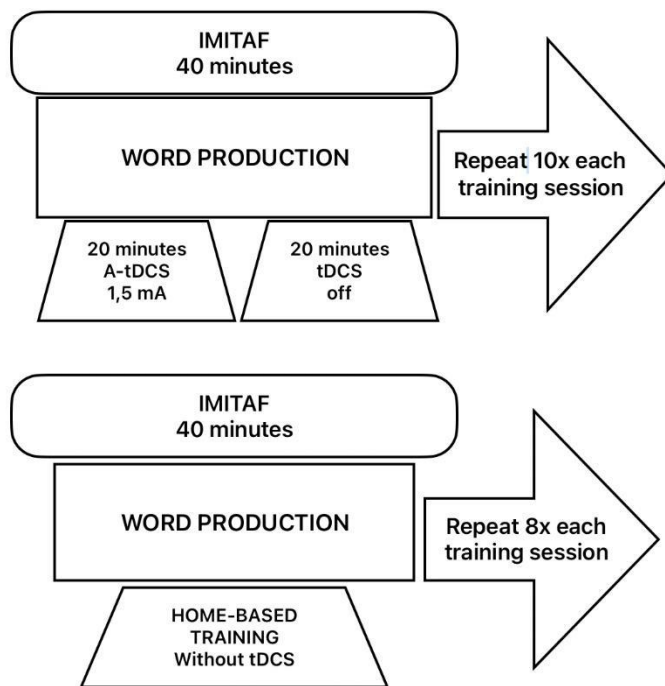 IMITAF
40 minutes
WORD PRODUCTION
Repeat 10x each
training session
20 minutes
A-tDCS
1,5 mA
20 minutes
tDCS
off
IMITAF
40 minutes
WORD PRODUCTION
Repeat 8x each
training session
HOME-BASED
TRAINING
Without tDCS